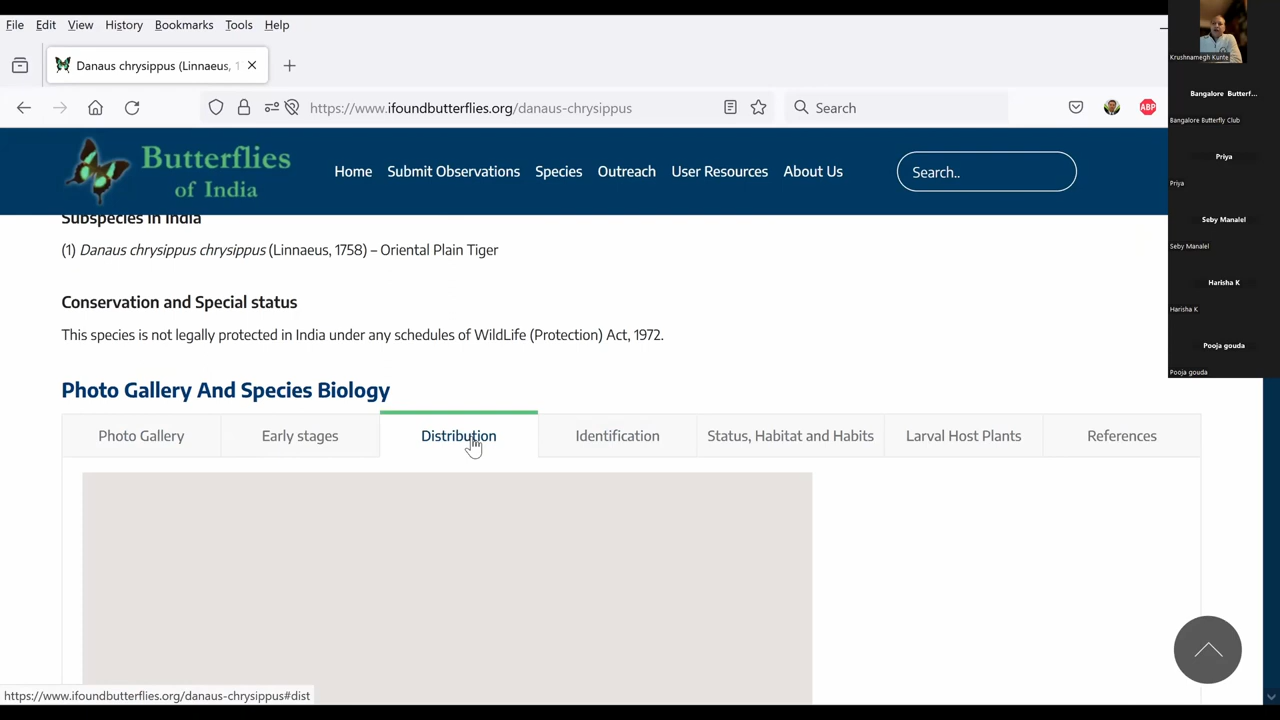 File Edit View History Bookmarks Tools Help
Danaus chrysippus (Linnaeus, 1
https://www.ifoundbutterflies.org/danaus-chrysippus
Search
ABP
Butterflies
of India
Home Submit Observations Species Outreach User Resources About Us
Search..
Subspecies in India
(1) Danaus chrysippus chrysippus (Linnaeus, 1758) – Oriental Plain Tiger
Conservation and Special status
This species is not legally protected in India under any schedules of WildLife (Protection) Act, 1972.
Photo Gallery And Species Biology
Photo Gallery Early stages Distribution Identification Status, Habitat and Habits Larval Host Plants References
https://www.ifoundbutterflies.org/danaus-chrysippus#dist
Krushnamegh Kunte
Bangalore Butterf...
Bangalore Butterfly Club
Priya
Priya
Seby Manalel
Seby Manalel
Harisha K
Harisha K
Pooja gouda
Pooja gouda